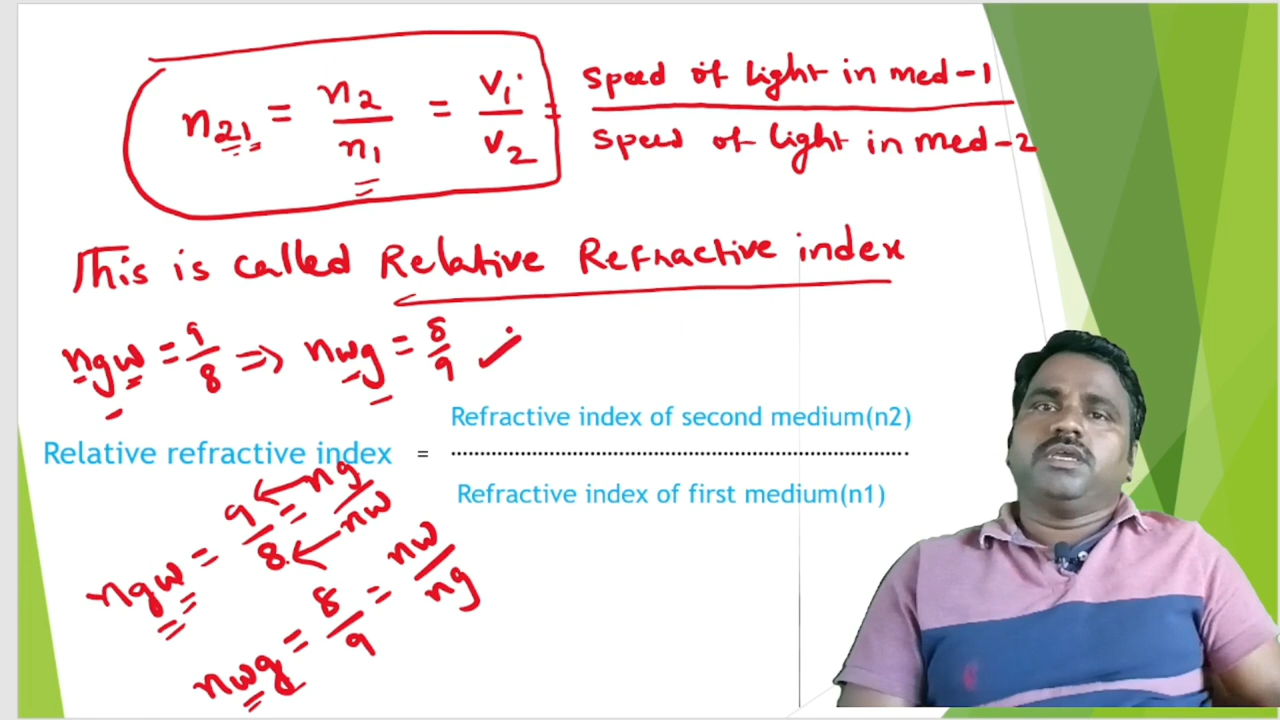 n21 = n2/n1 = v1/v2 = Speed of light in med-1 / Speed of light in med-2
This is called Relative Refractive index
ngw = 9/8 => nwg = 8/9 ✓
Refractive index of second medium(n2)
Relative refractive index = ........................................................
Refractive index of first medium(n1)
ngw = 9/8 = ng/nw
nwg = 8/9 = nw/ng